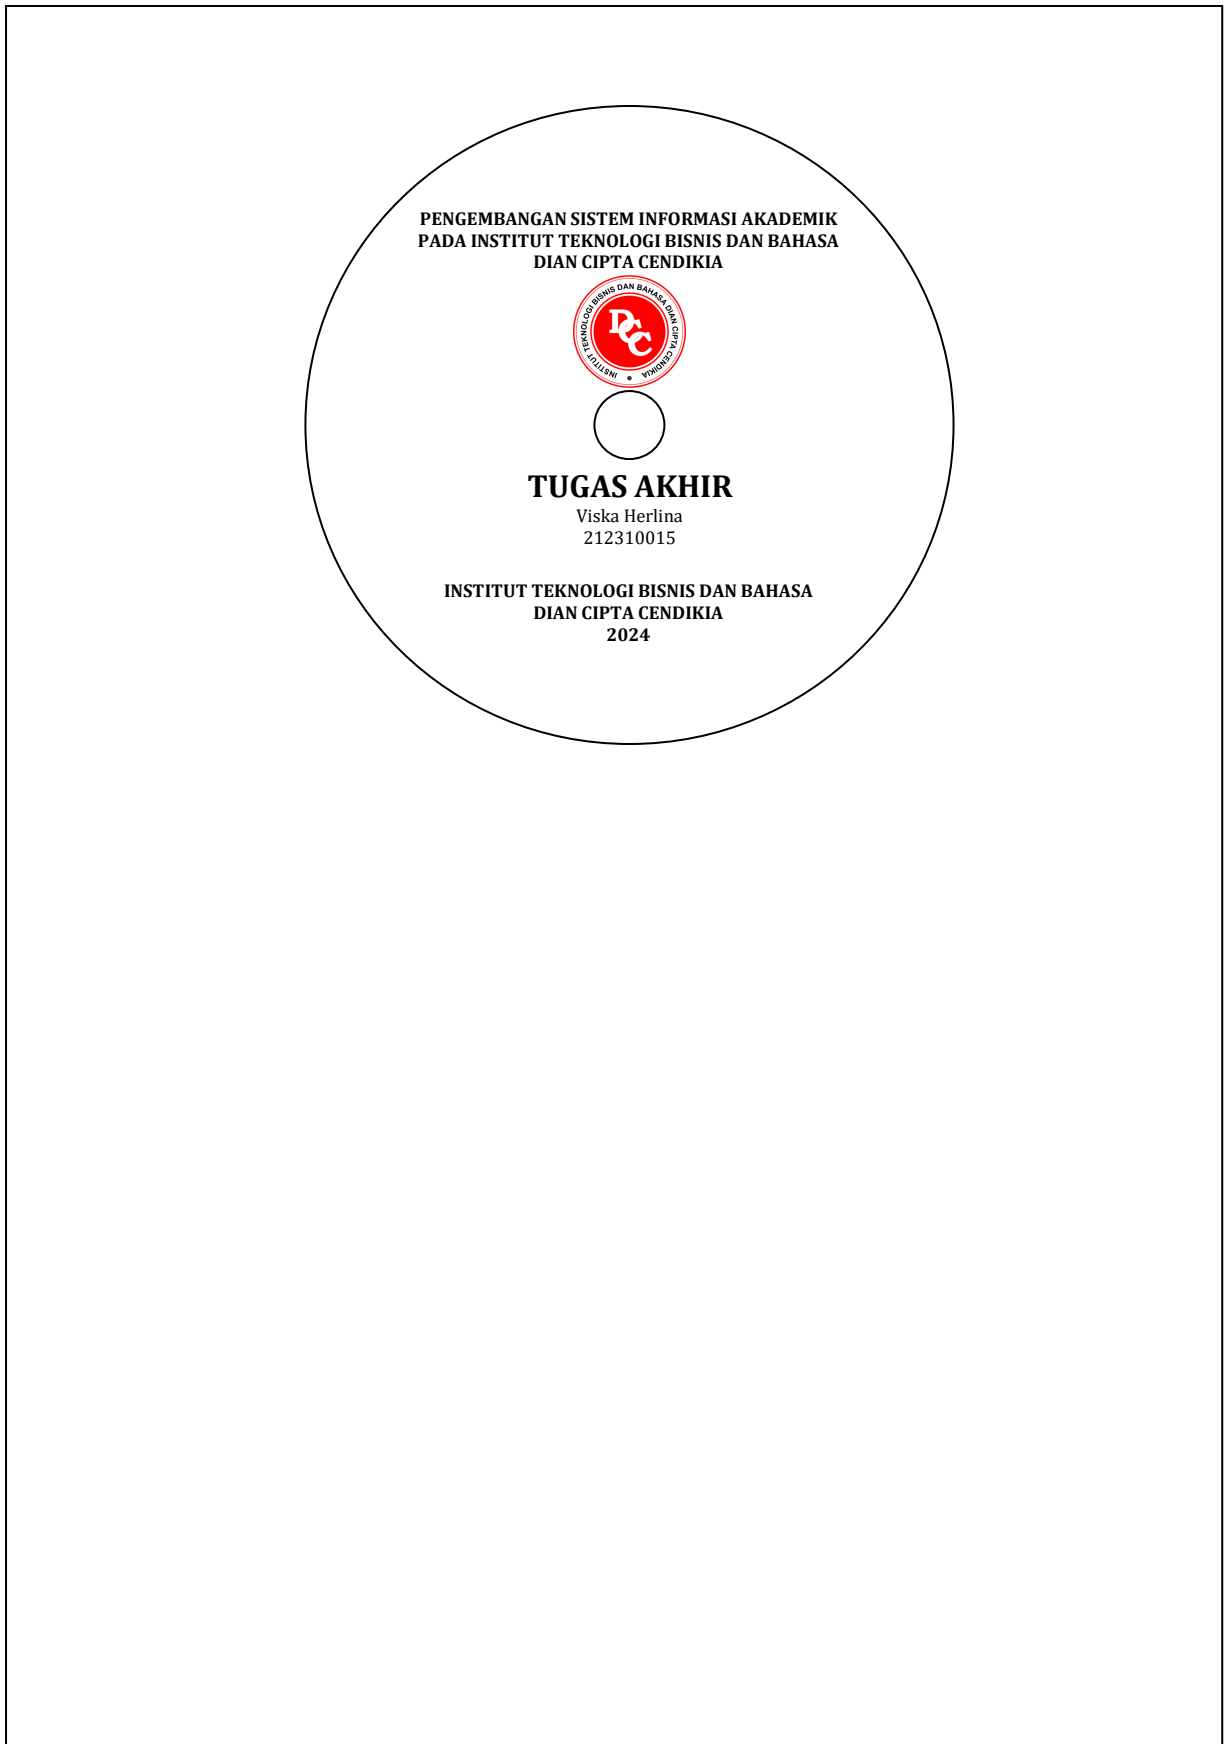 PENGEMBANGAN SISTEM INFORMASI AKADEMIK
PADA INSTITUT TEKNOLOGI BISNIS DAN BAHASA
DIAN CIPTA CENDIKIA
INSTITUT TEKNOLOGI BISNIS DAN BAHASA DIAN CIPTA CENDIKIA
DCC
TUGAS AKHIR
Viska Herlina
212310015
INSTITUT TEKNOLOGI BISNIS DAN BAHASA
DIAN CIPTA CENDIKIA
2024